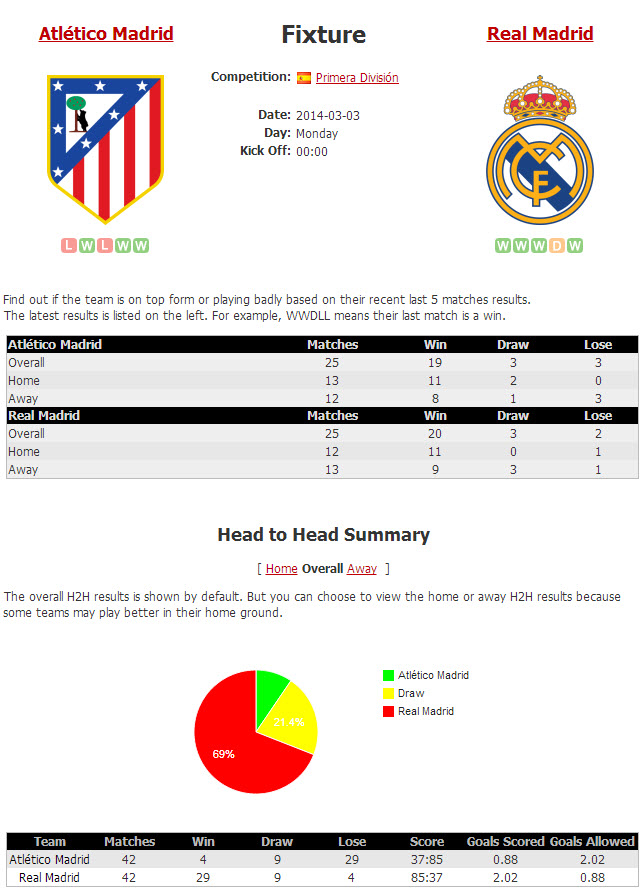 Atlético Madrid
Fixture
Real Madrid
Competition: Primera División
Date: 2014-03-03
Day: Monday
Kick Off: 00:00
L W L W W
W W W D W
Find out if the team is on top form or playing badly based on their recent last 5 matches results.
The latest results is listed on the left. For example, WWDLL means their last match is a win.
Atlético Madrid Matches Win Draw Lose
Overall 25 19 3 3
Home 13 11 2 0
Away 12 8 1 3
Real Madrid Matches Win Draw Lose
Overall 25 20 3 2
Home 12 11 0 1
Away 13 9 3 1
Head to Head Summary
[ Home Overall Away ]
The overall H2H results is shown by default. But you can choose to view the home or away H2H results because
some teams may play better in their home ground.
Atlético Madrid
Draw
Real Madrid
21.4%
69%
Team Matches Win Draw Lose Score Goals Scored Goals Allowed
Atlético Madrid 42 4 9 29 37:85 0.88 2.02
Real Madrid 42 29 9 4 85:37 2.02 0.88